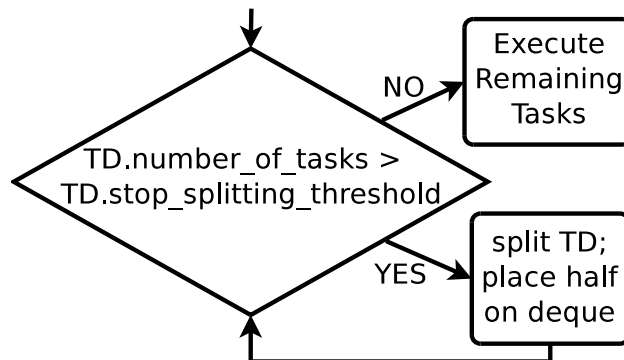 NO
Execute
Remaining
Tasks
TD.number_of_tasks >
TD.stop_splitting_threshold
YES
split TD;
place half
on deque